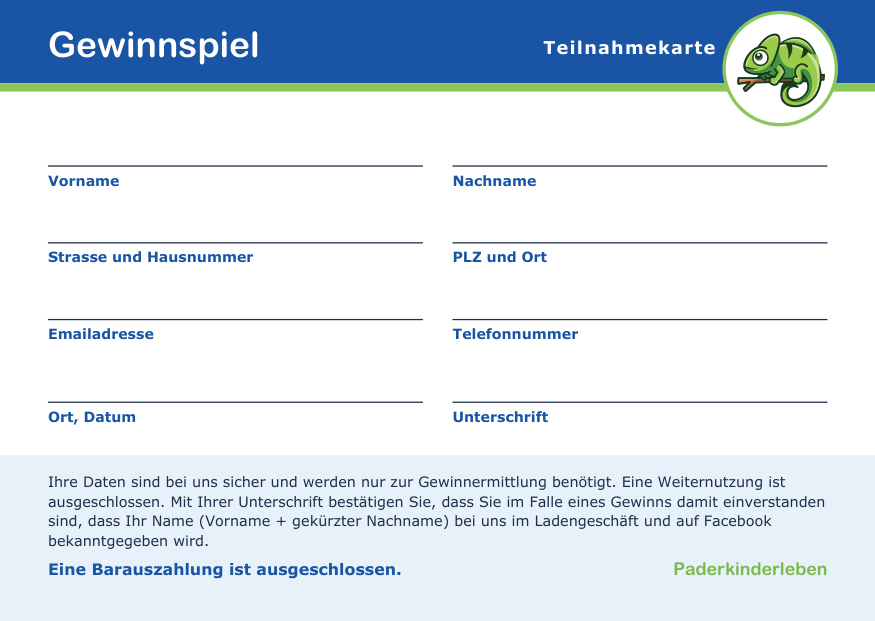 Gewinnspiel
Teilnahmekarte
Vorname
Nachname
Strasse und Hausnummer
PLZ und Ort
Emailadresse
Telefonnummer
Ort, Datum
Unterschrift
Ihre Daten sind bei uns sicher und werden nur zur Gewinnermittlung benötigt. Eine Weiternutzung ist
ausgeschlossen. Mit Ihrer Unterschrift bestätigen Sie, dass Sie im Falle eines Gewinns damit einverstanden
sind, dass Ihr Name (Vorname + gekürzter Nachname) bei uns im Ladengeschäft und auf Facebook
bekanntgegeben wird.
Eine Barauszahlung ist ausgeschlossen.
Paderkinderleben